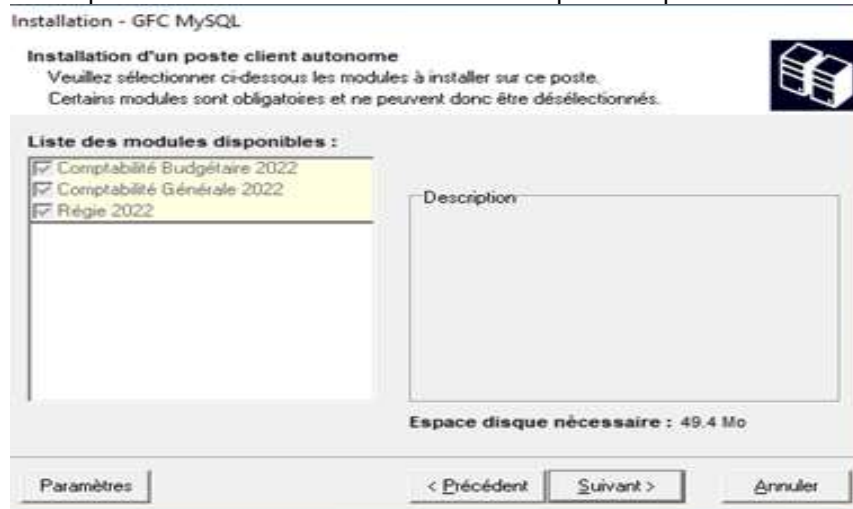 Installation - GFC MySQL
Installation d'un poste client autonome
Veuillez sélectionner ci-dessous les modules à installer sur ce poste.
Certains modules sont obligatoires et ne peuvent donc être désélectionnés.
Liste des modules disponibles :
Comptabilité Budgétaire 2022
Comptabilité Générale 2022
Régie 2022
Description
Espace disque nécessaire : 49.4 Mo
Paramètres
< Précédent
Suivant >
Annuler